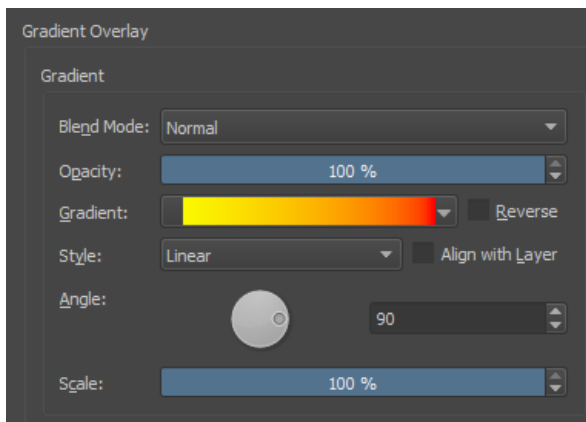 Gradient Overlay
Gradient
Blend Mode: Normal
Opacity: 100 %
Gradient: Reverse
Style: Linear Align with Layer
Angle: 90
Scale: 100 %